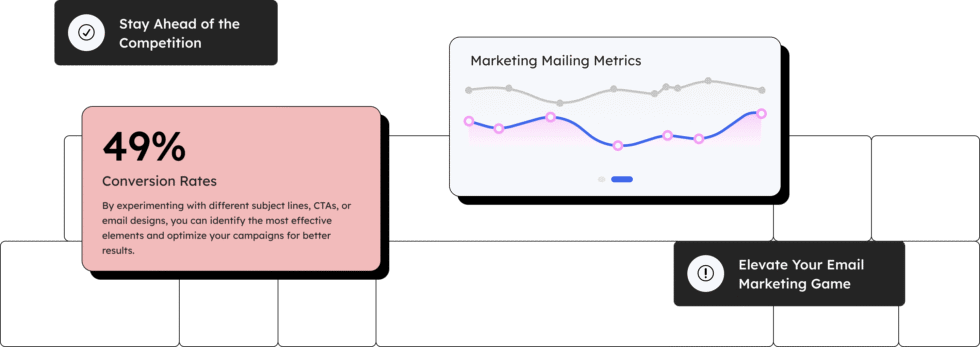 Stay Ahead of the
Competition
Marketing Mailing Metrics
49%
Conversion Rates
By experimenting with different subject lines, CTAs, or
email designs, you can identify the most effective
elements and optimize your campaigns for better
results.
Elevate Your Email
Marketing Game